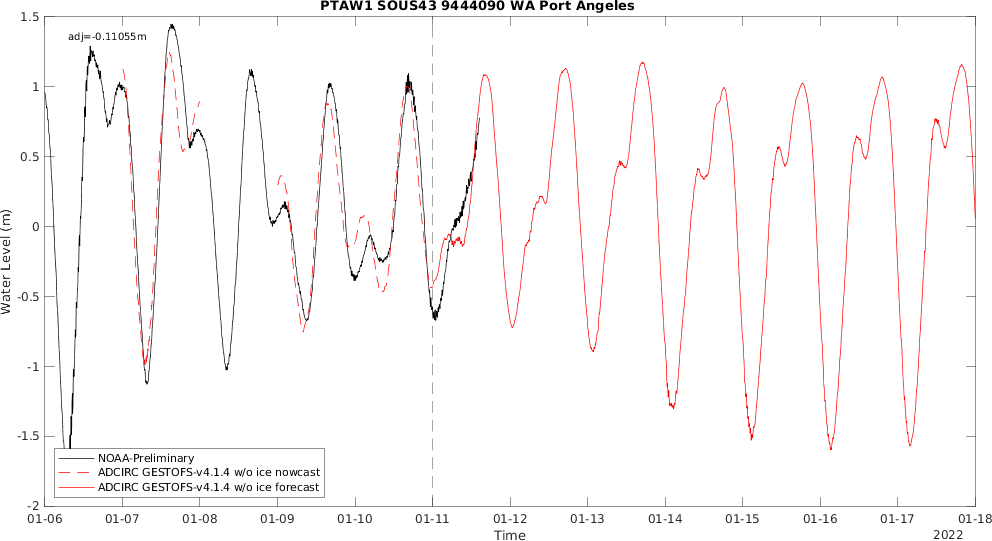 PTAW1 SOUS43 9444090 WA Port Angeles
adj=-0.11055m
Water Level (m)
1.5
1
0.5
0
-0.5
-1
-1.5
-2
NOAA-Preliminary
ADCIRC GESTOFS-v4.1.4 w/o ice nowcast
ADCIRC GESTOFS-v4.1.4 w/o ice forecast
01-06 01-07 01-08 01-09 01-10 01-11 01-12 01-13 01-14 01-15 01-16 01-17 01-18
Time
2022